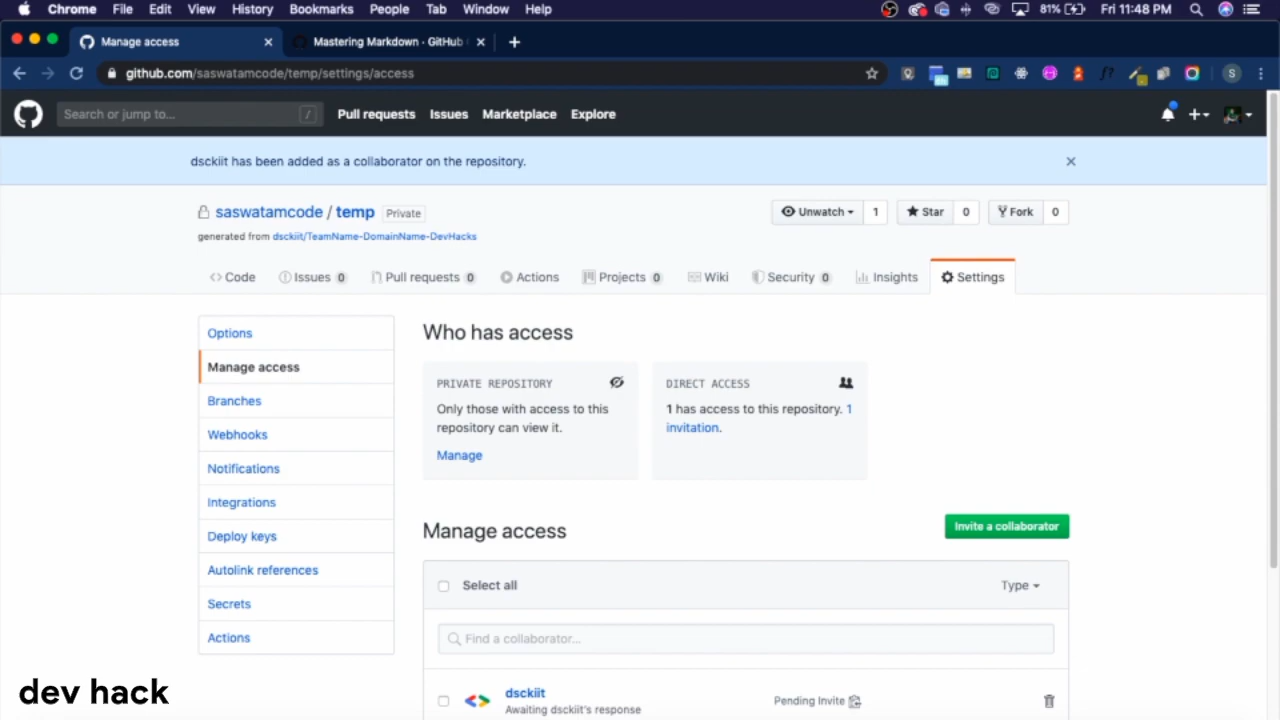 Chrome File Edit View History Bookmarks People Tab Window Help 81% Fri 11:48 PM
Manage access Mastering Markdown · GitHub
github.com/saswatamcode/temp/settings/access S
Search or jump to... / Pull requests Issues Marketplace Explore
dsckiit has been added as a collaborator on the repository.
saswatamcode / temp Private Unwatch 1 Star 0 Fork 0
generated from dsckiit/TeamName-DomainName-DevHacks
Code Issues 0 Pull requests 0 Actions Projects 0 Wiki Security 0 Insights Settings
Options
Manage access
Branches
Webhooks
Notifications
Integrations
Deploy keys
Autolink references
Secrets
Actions
Who has access
PRIVATE REPOSITORY
Only those with access to this
repository can view it.
Manage
DIRECT ACCESS
1 has access to this repository. 1
invitation.
Manage access
Invite a collaborator
Select all Type
Find a collaborator...
dsckiit
Awaiting dsckiit's response
Pending Invite
dev hack